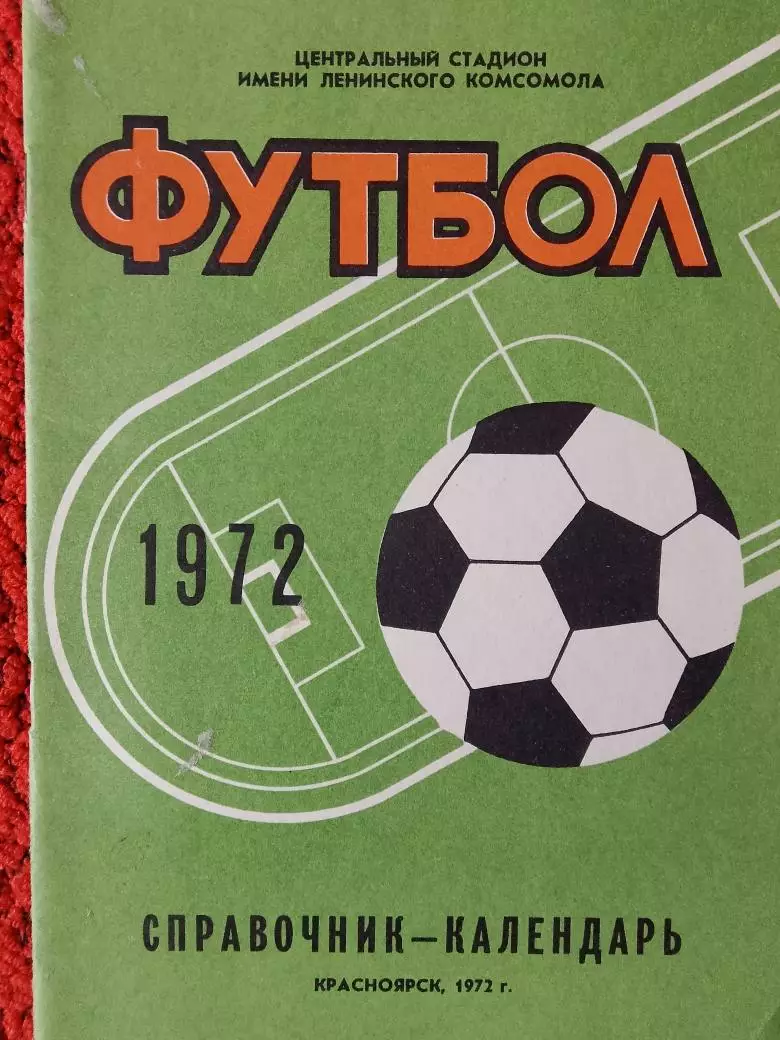 ЦЕНТРАЛЬНЫЙ СТАДИОН
ИМЕНИ ЛЕНИНСКОГО КОМСОМОЛА
ФУТБОЛ
1972
СПРАВОЧНИК-КАЛЕНДАРЬ
КРАСНОЯРСК, 1972 г.